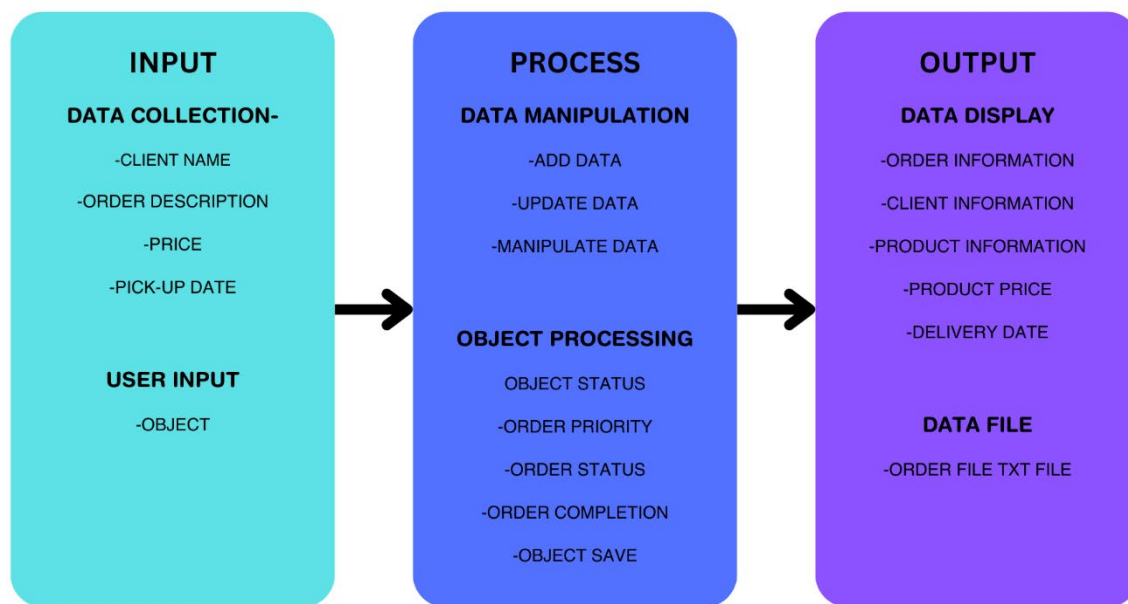 INPUT
DATA COLLECTION-
-CLIENT NAME
-ORDER DESCRIPTION
-PRICE
-PICK-UP DATE
USER INPUT
-OBJECT
PROCESS
DATA MANIPULATION
-ADD DATA
-UPDATE DATA
-MANIPULATE DATA
OBJECT PROCESSING
OBJECT STATUS
-ORDER PRIORITY
-ORDER STATUS
-ORDER COMPLETION
-OBJECT SAVE
OUTPUT
DATA DISPLAY
-ORDER INFORMATION
-CLIENT INFORMATION
-PRODUCT INFORMATION
-PRODUCT PRICE
-DELIVERY DATE
DATA FILE
-ORDER FILE TXT FILE